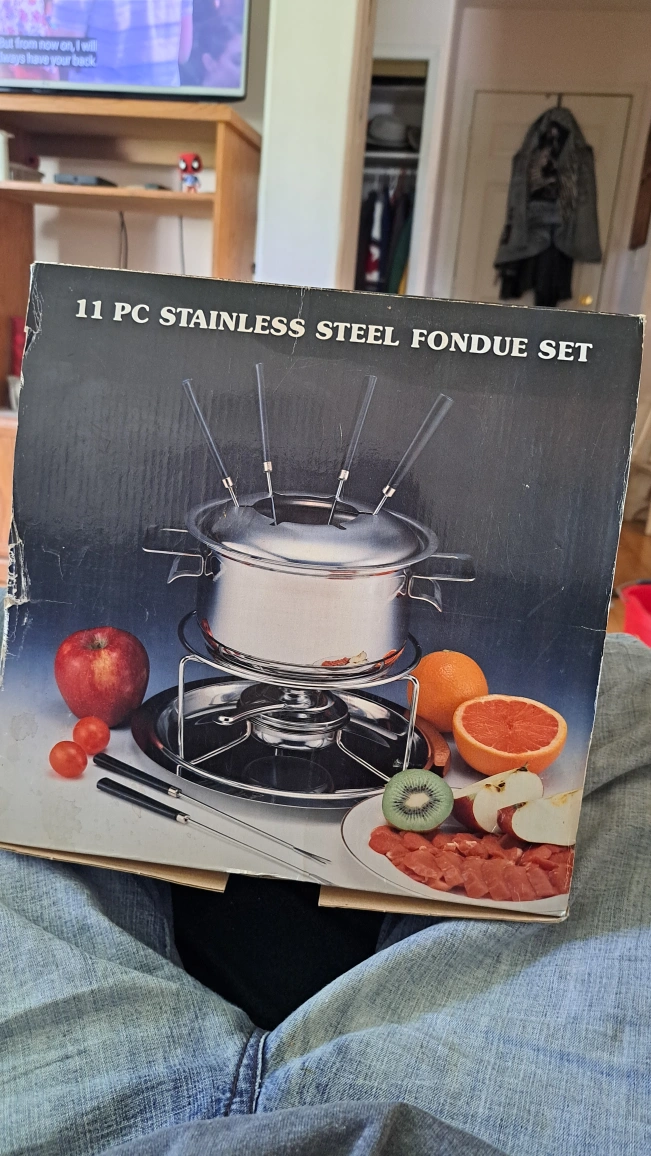 But from now on, I will
always have your back.
11 PC STAINLESS STEEL FONDUE SET